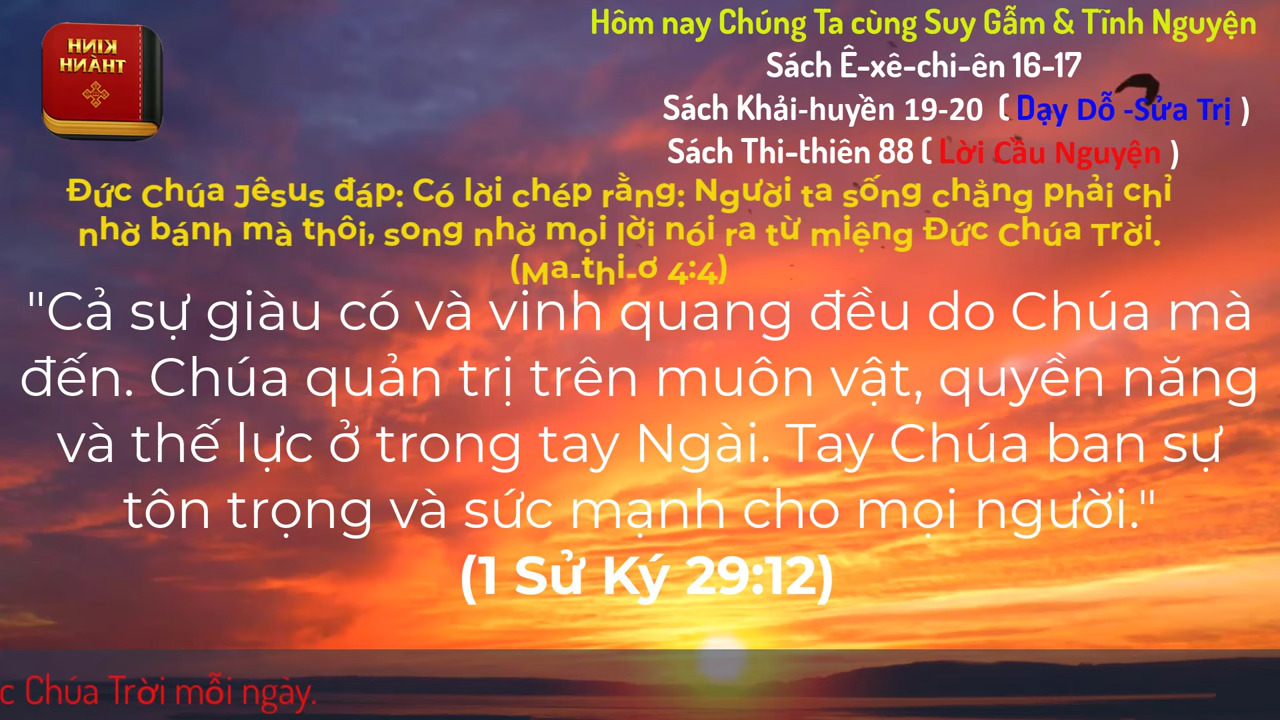 KINH
THÁNH
Hôm nay Chúng Ta cùng Suy Gẫm & Tĩnh Nguyện
Sách Ê-xê-chi-ên 16-17
Sách Khải-huyền 19-20 ( Dạy Dỗ -Sửa Trị )
Sách Thi-thiên 88 ( Lời Cầu Nguyện )
Đức Chúa Jêsus đáp: Có lời chép rằng: Người ta sống chẳng phải chỉ
nhờ bánh mà thôi, song nhờ mọi lời nói ra từ miệng Đức Chúa Trời.
(Ma-thi-ơ 4:4)
"Cả sự giàu có và vinh quang đều do Chúa mà
đến. Chúa quản trị trên muôn vật, quyền năng
và thế lực ở trong tay Ngài. Tay Chúa ban sự
tôn trọng và sức mạnh cho mọi người."
(1 Sử Ký 29:12)
c Chúa Trời mỗi ngày.